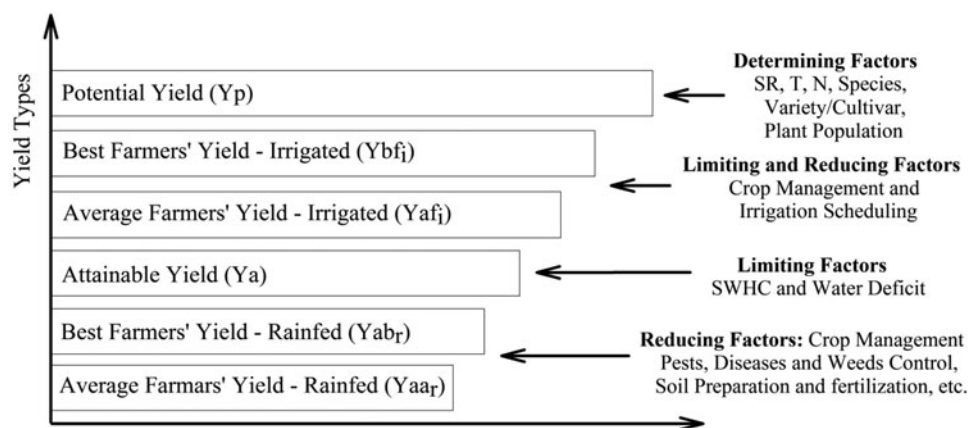 Yield Types
Potential Yield (Yp)
Best Farmers' Yield - Irrigated (Ybfi)
Average Farmers' Yield - Irrigated (Yafi)
Attainable Yield (Ya)
Best Farmers' Yield - Rainfed (Yabr)
Average Farmars' Yield - Rainfed (Yaar)
Determining Factors
SR, T, N, Species,
Variety/Cultivar,
Plant Population
Limiting and Reducing Factors
Crop Management and
Irrigation Scheduling
Limiting Factors
SWHC and Water Deficit
Reducing Factors: Crop Management
Pests, Diseases and Weeds Control,
Soil Preparation and fertilization, etc.